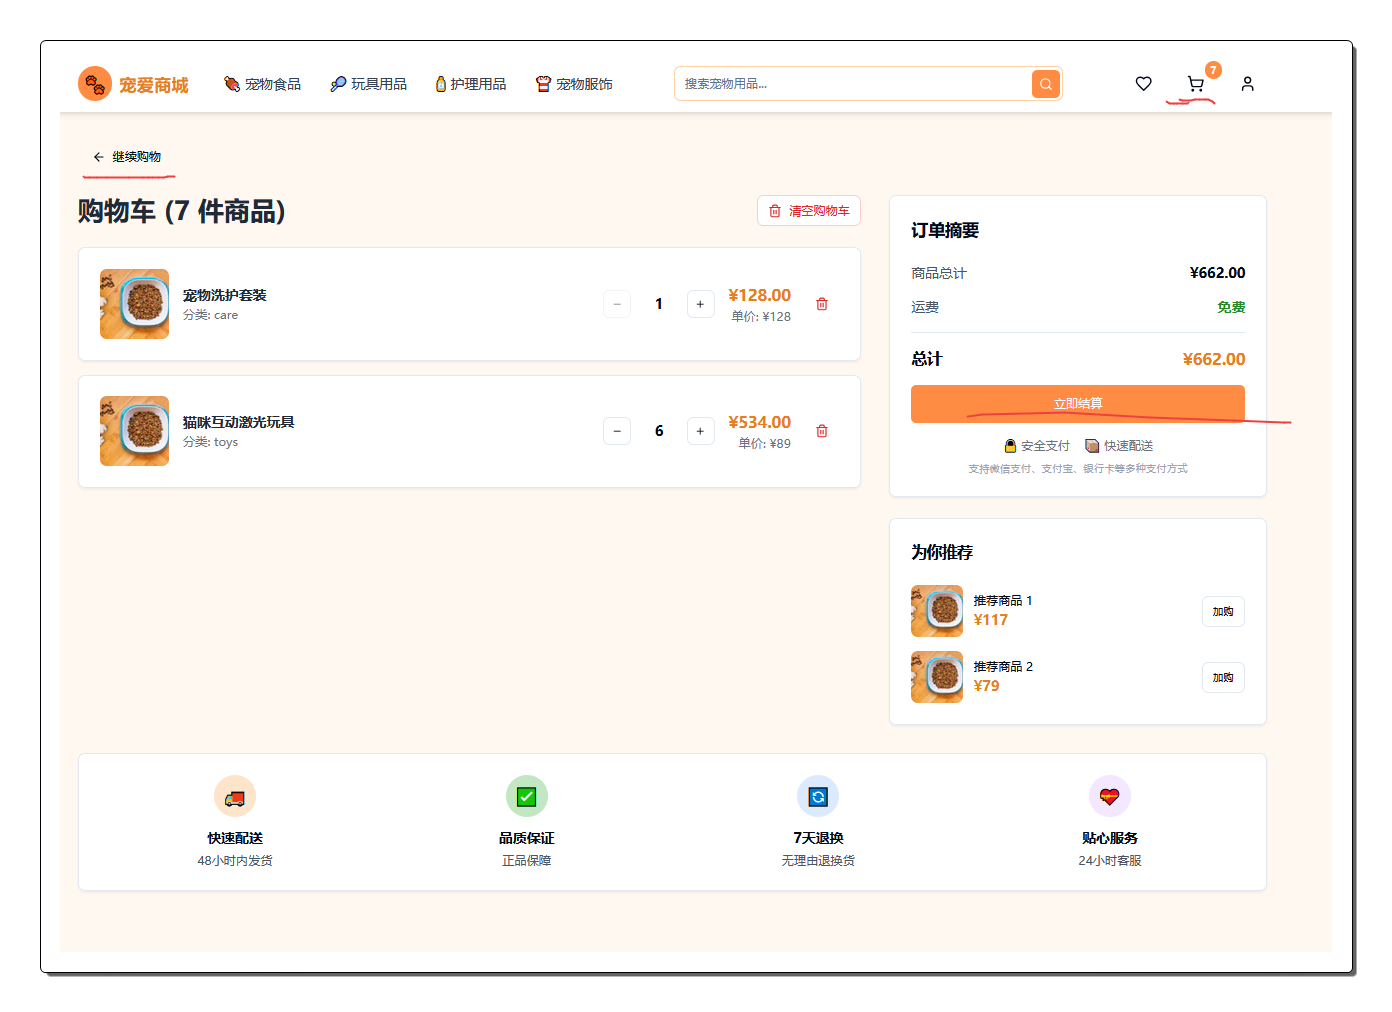 宠爱商城
宠物食品
玩具用品
护理用品
宠物服饰
搜索宠物用品...
7
继续购物
购物车 (7 件商品)
清空购物车
宠物洗护套装
分类: care
1
¥128.00
单价: ¥128
猫咪互动激光玩具
分类: toys
6
¥534.00
单价: ¥89
订单摘要
商品总计 ¥662.00
运费 免费
总计 ¥662.00
立即结算
安全支付 快速配送
支持微信支付、支付宝、银行卡等多种支付方式
为你推荐
推荐商品 1
¥117
加购
推荐商品 2
¥79
加购
快速配送
48小时内发货
品质保证
正品保障
7天退换
无理由退换货
贴心服务
24小时客服